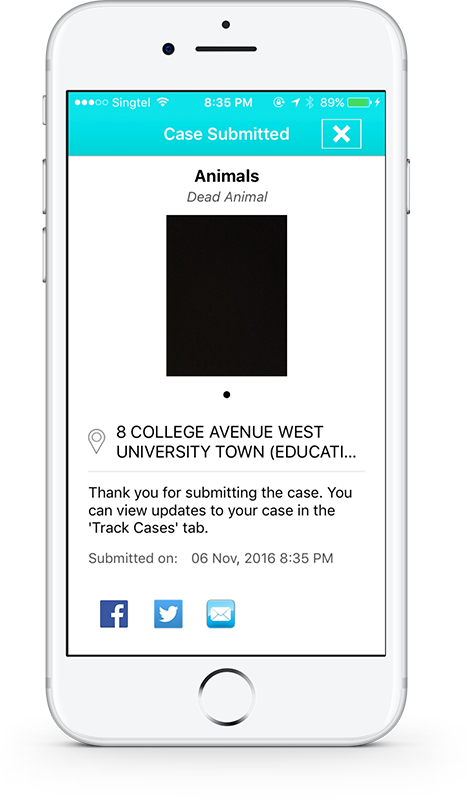 Singtel 8:35 PM 89%
Case Submitted
Animals
Dead Animal
8 COLLEGE AVENUE WEST
UNIVERSITY TOWN (EDUCATI...
Thank you for submitting the case. You
can view updates to your case in the
'Track Cases' tab.
Submitted on: 06 Nov, 2016 8:35 PM